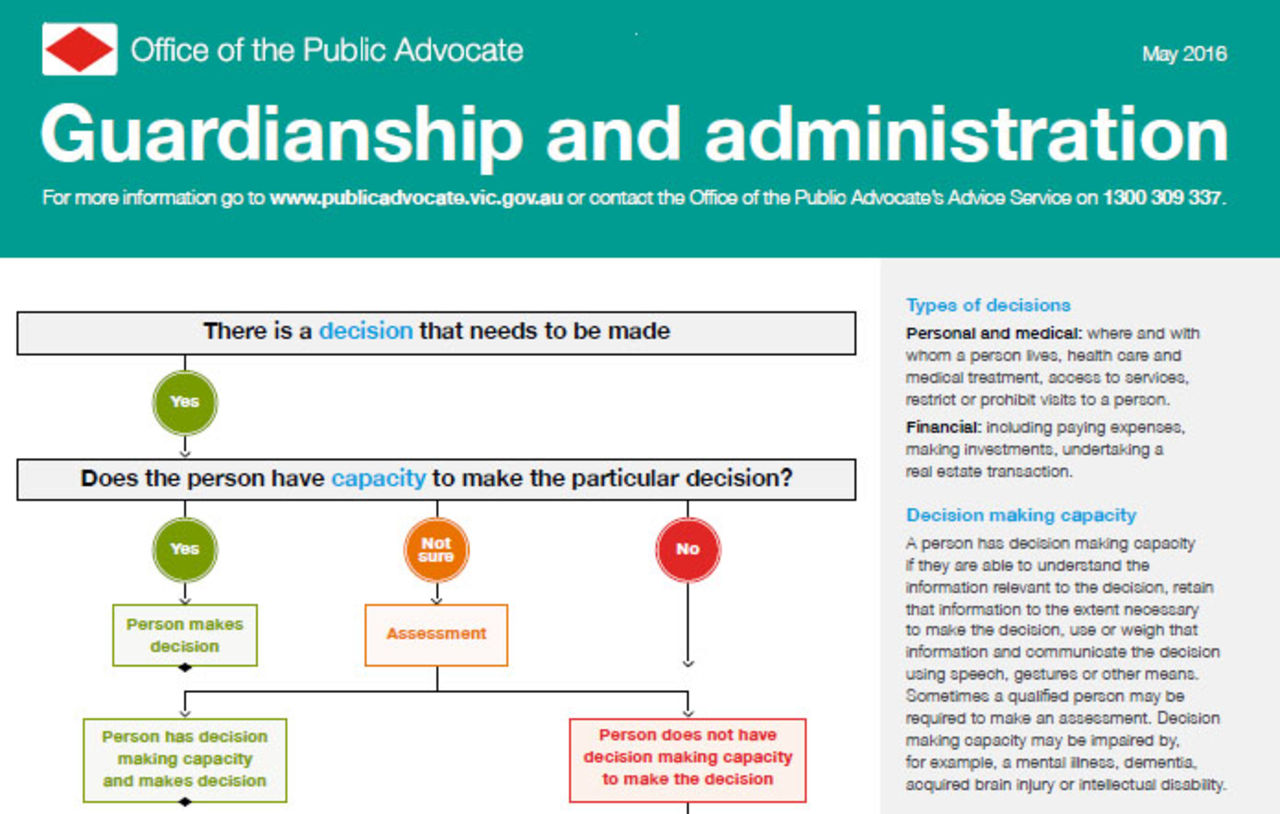 Office of the Public Advocate
May 2016
Guardianship and administration
For more information go to www.publicadvocate.vic.gov.au or contact the Office of the Public Advocate's Advice Service on 1300 309 337.
There is a decision that needs to be made
Yes
Does the person have capacity to make the particular decision?
Yes
Not
sure
No
Person makes
decision
Assessment
Person has decision
making capacity
and makes decision
Person does not have
decision making capacity
to make the decision
Types of decisions
Personal and medical: where and with
whom a person lives, health care and
medical treatment, access to services,
restrict or prohibit visits to a person.
Financial: including paying expenses,
making investments, undertaking a
real estate transaction.
Decision making capacity
A person has decision making capacity
if they are able to understand the
information relevant to the decision, retain
that information to the extent necessary
to make the decision, use or weigh that
information and communicate the decision
using speech, gestures or other means.
Sometimes a qualified person may be
required to make an assessment. Decision
making capacity may be impaired by,
for example, a mental illness, dementia,
acquired brain injury or intellectual disability.